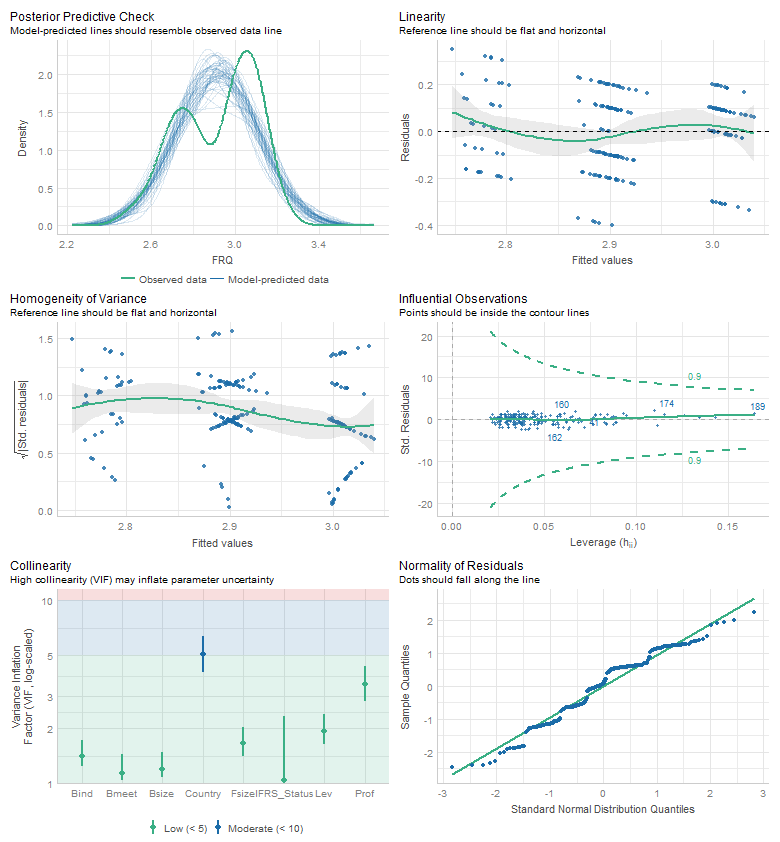 Posterior Predictive Check
Model-predicted lines should resemble observed data line
Density
2.0
1.5
1.0
0.5
0.0
2.2
2.6
3.0
3.4
FRQ
Observed data
Model-predicted data
Linearity
Reference line should be flat and horizontal
Residuals
0.2
0.0
-0.2
-0.4
2.8
2.9
3.0
Fitted values
Homogeneity of Variance
Reference line should be flat and horizontal
√|Std. residuals|
1.5
1.0
0.5
0.0
2.8
2.9
3.0
Fitted values
Influential Observations
Points should be inside the contour lines
Std. Residuals
20
10
0
-10
-20
0.9
160
174
189
162
0.9
0.00
0.05
0.10
0.15
Leverage (hii)
Collinearity
High collinearity (VIF) may inflate parameter uncertainty
Variance Inflation
Factor (VIF, log-scaled)
10
5
3
2
1
Bind
Bmeet
Bsize
Country
Fsize
IFRS_Status
Lev
Prof
Low (< 5)
Moderate (< 10)
Normality of Residuals
Dots should fall along the line
Sample Quantiles
2
1
0
-1
-2
-3
-2
-1
0
1
2
3
Standard Normal Distribution Quantiles